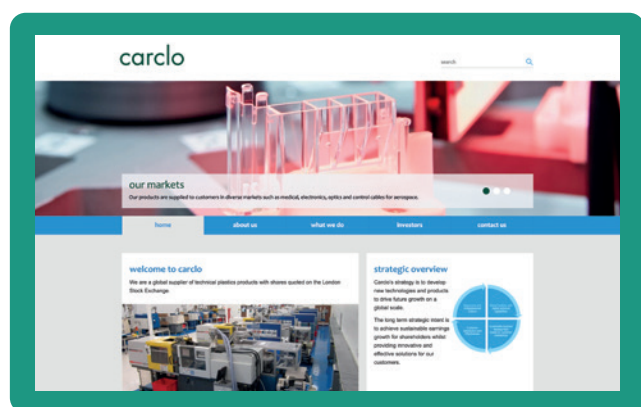 carclo
search
our markets
Our products are supplied to customers in diverse markets such as medical, electronics, optics and control cables for aerospace.
home
about us
what we do
investors
contact us
welcome to carclo
We are a global supplier of technical plastics products with shares quoted on the London
Stock Exchange.
strategic overview
Carclo's strategy is to develop
new technologies and products
to drive future growth on a
global scale.
The long term strategic intent is
to achieve sustainable earnings
growth for shareholders whilst
providing innovative and
effective solutions for our
customers.